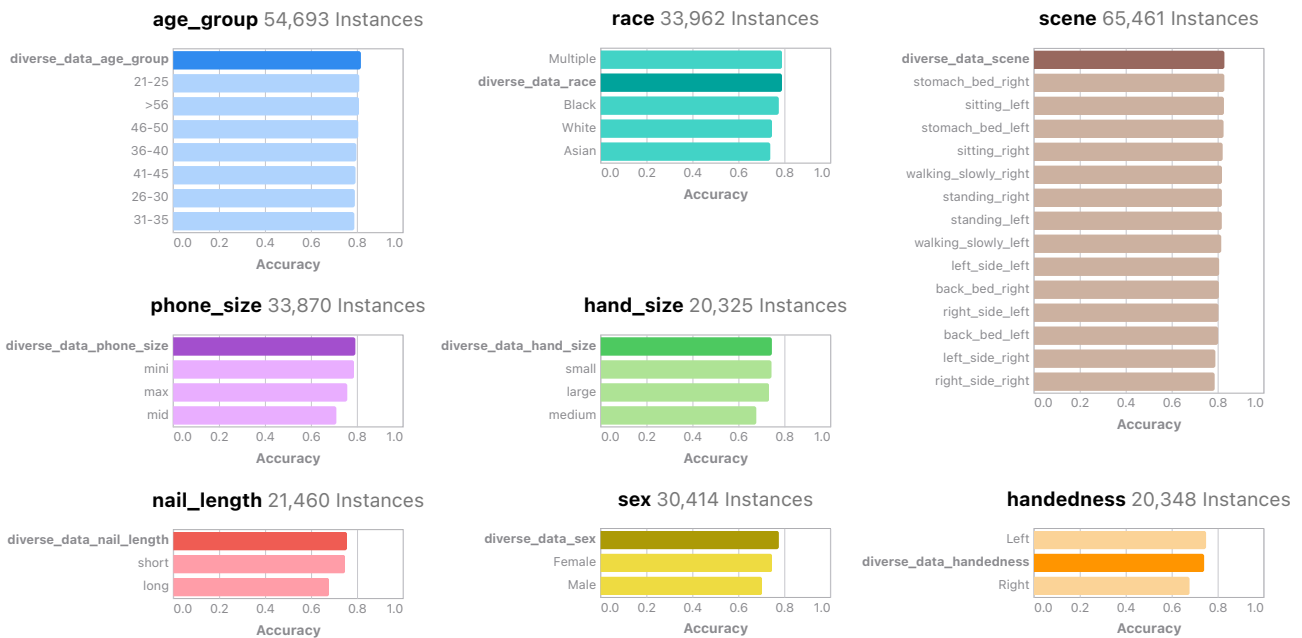 age_group 54,693 Instances
diverse_data_age_group
21-25
>56
46-50
36-40
41-45
26-30
31-35
0.0 0.2 0.4 0.6 0.8 1.0
Accuracy
race 33,962 Instances
Multiple
diverse_data_race
Black
White
Asian
0.0 0.2 0.4 0.6 0.8 1.0
Accuracy
scene 65,461 Instances
diverse_data_scene
stomach_bed_right
sitting_left
stomach_bed_left
sitting_right
walking_slowly_right
standing_right
standing_left
walking_slowly_left
left_side_left
back_bed_right
right_side_left
back_bed_left
left_side_right
right_side_right
0.0 0.2 0.4 0.6 0.8 1.0
Accuracy
phone_size 33,870 Instances
diverse_data_phone_size
mini
max
mid
0.0 0.2 0.4 0.6 0.8 1.0
Accuracy
hand_size 20,325 Instances
diverse_data_hand_size
small
large
medium
0.0 0.2 0.4 0.6 0.8 1.0
Accuracy
nail_length 21,460 Instances
diverse_data_nail_length
short
long
0.0 0.2 0.4 0.6 0.8 1.0
Accuracy
sex 30,414 Instances
diverse_data_sex
Female
Male
0.0 0.2 0.4 0.6 0.8 1.0
Accuracy
handedness 20,348 Instances
Left
diverse_data_handedness
Right
0.0 0.2 0.4 0.6 0.8 1.0
Accuracy